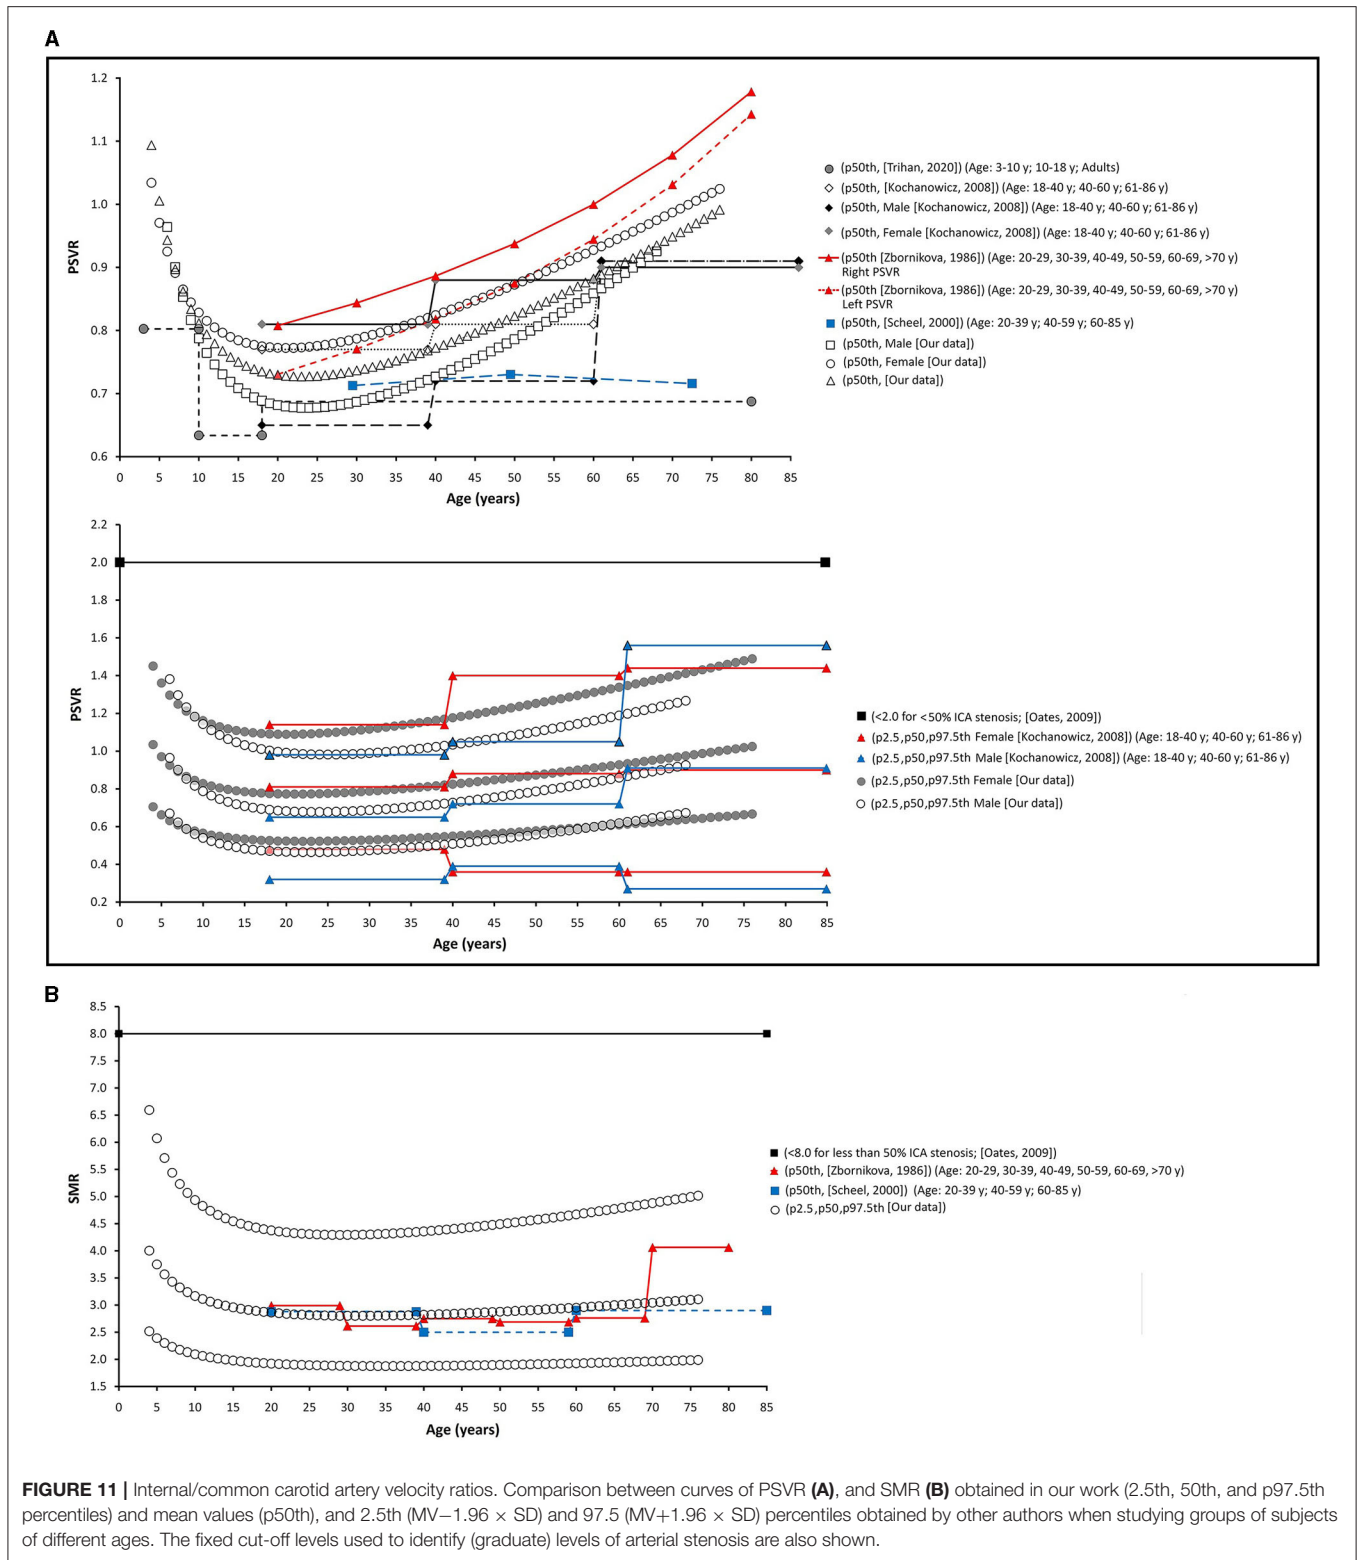 A
1.2
1.1
1.0
0.9
0.8
0.7
0.6
PSVR
0 5 10 15 20 25 30 35 40 45 50 55 60 65 70 75 80 85
Age (years)
(p50th, [Trihan, 2020]) (Age: 3-10 y; 10-18 y; Adults)
(p50th, [Kochanowicz, 2008]) (Age: 18-40 y; 40-60 y; 61-86 y)
(p50th, Male [Kochanowicz, 2008]) (Age: 18-40 y; 40-60 y; 61-86 y)
(p50th, Female [Kochanowicz, 2008]) (Age: 18-40 y; 40-60 y; 61-86 y)
(p50th [Zbornikova, 1986]) (Age: 20-29, 30-39, 40-49, 50-59, 60-69, >70 y)
Right PSVR
(p50th [Zbornikova, 1986]) (Age: 20-29, 30-39, 40-49, 50-59, 60-69, >70 y)
Left PSVR
(p50th, [Scheel, 2000]) (Age: 20-39 y; 40-59 y; 60-85 y)
(p50th, Male [Our data])
(p50th, Female [Our data])
(p50th, [Our data])
2.2
2.0
1.8
1.6
1.4
1.2
1.0
0.8
0.6
0.4
0.2
PSVR
0 5 10 15 20 25 30 35 40 45 50 55 60 65 70 75 80 85
Age (years)
(<2.0 for <50% ICA stenosis; [Oates, 2009])
(p2.5,p50,p97.5th Female [Kochanowicz, 2008]) (Age: 18-40 y; 40-60 y; 61-86 y)
(p2.5,p50,p97.5th Male [Kochanowicz, 2008]) (Age: 18-40 y; 40-60 y; 61-86 y)
(p2.5,p50,p97.5th Female [Our data])
(p2.5,p50,p97.5th Male [Our data])
B
8.5
8.0
7.5
7.0
6.5
6.0
5.5
5.0
4.5
4.0
3.5
3.0
2.5
2.0
1.5
SMR
0 5 10 15 20 25 30 35 40 45 50 55 60 65 70 75 80 85
Age (years)
(<8.0 for less than 50% ICA stenosis; [Oates, 2009])
(p50th, [Zbornikova, 1986]) (Age: 20-29, 30-39, 40-49, 50-59, 60-69, >70 y)
(p50th, [Scheel, 2000]) (Age: 20-39 y; 40-59 y; 60-85 y)
(p2.5,p50,p97.5th [Our data])
FIGURE 11 | Internal/common carotid artery velocity ratios. Comparison between curves of PSVR (A), and SMR (B) obtained in our work (2.5th, 50th, and p97.5th
percentiles) and mean values (p50th), and 2.5th (MV−1.96 × SD) and 97.5 (MV+1.96 × SD) percentiles obtained by other authors when studying groups of subjects
of different ages. The fixed cut-off levels used to identify (graduate) levels of arterial stenosis are also shown.